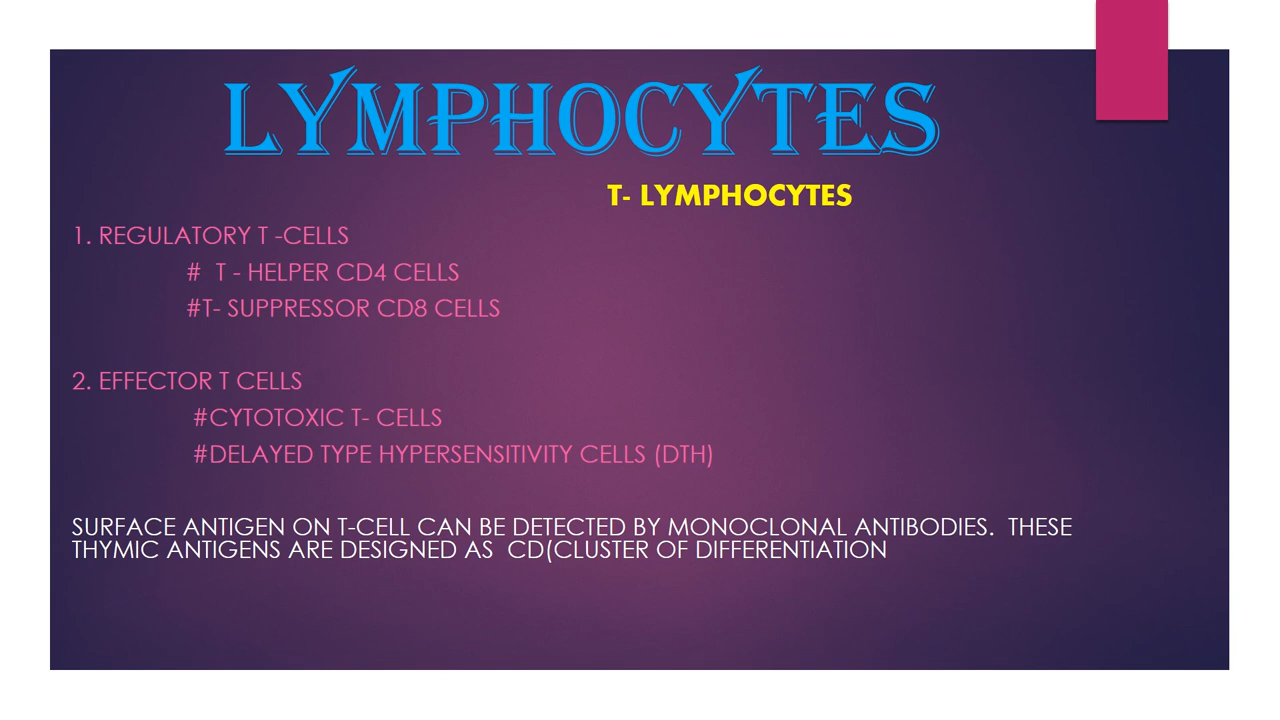 LYMPHOCYTES
T- LYMPHOCYTES
1. REGULATORY T -CELLS
# T - HELPER CD4 CELLS
#T- SUPPRESSOR CD8 CELLS
2. EFFECTOR T CELLS
#CYTOTOXIC T- CELLS
#DELAYED TYPE HYPERSENSITIVITY CELLS (DTH)
SURFACE ANTIGEN ON T-CELL CAN BE DETECTED BY MONOCLONAL ANTIBODIES. THESE
THYMIC ANTIGENS ARE DESIGNED AS CD(CLUSTER OF DIFFERENTIATION